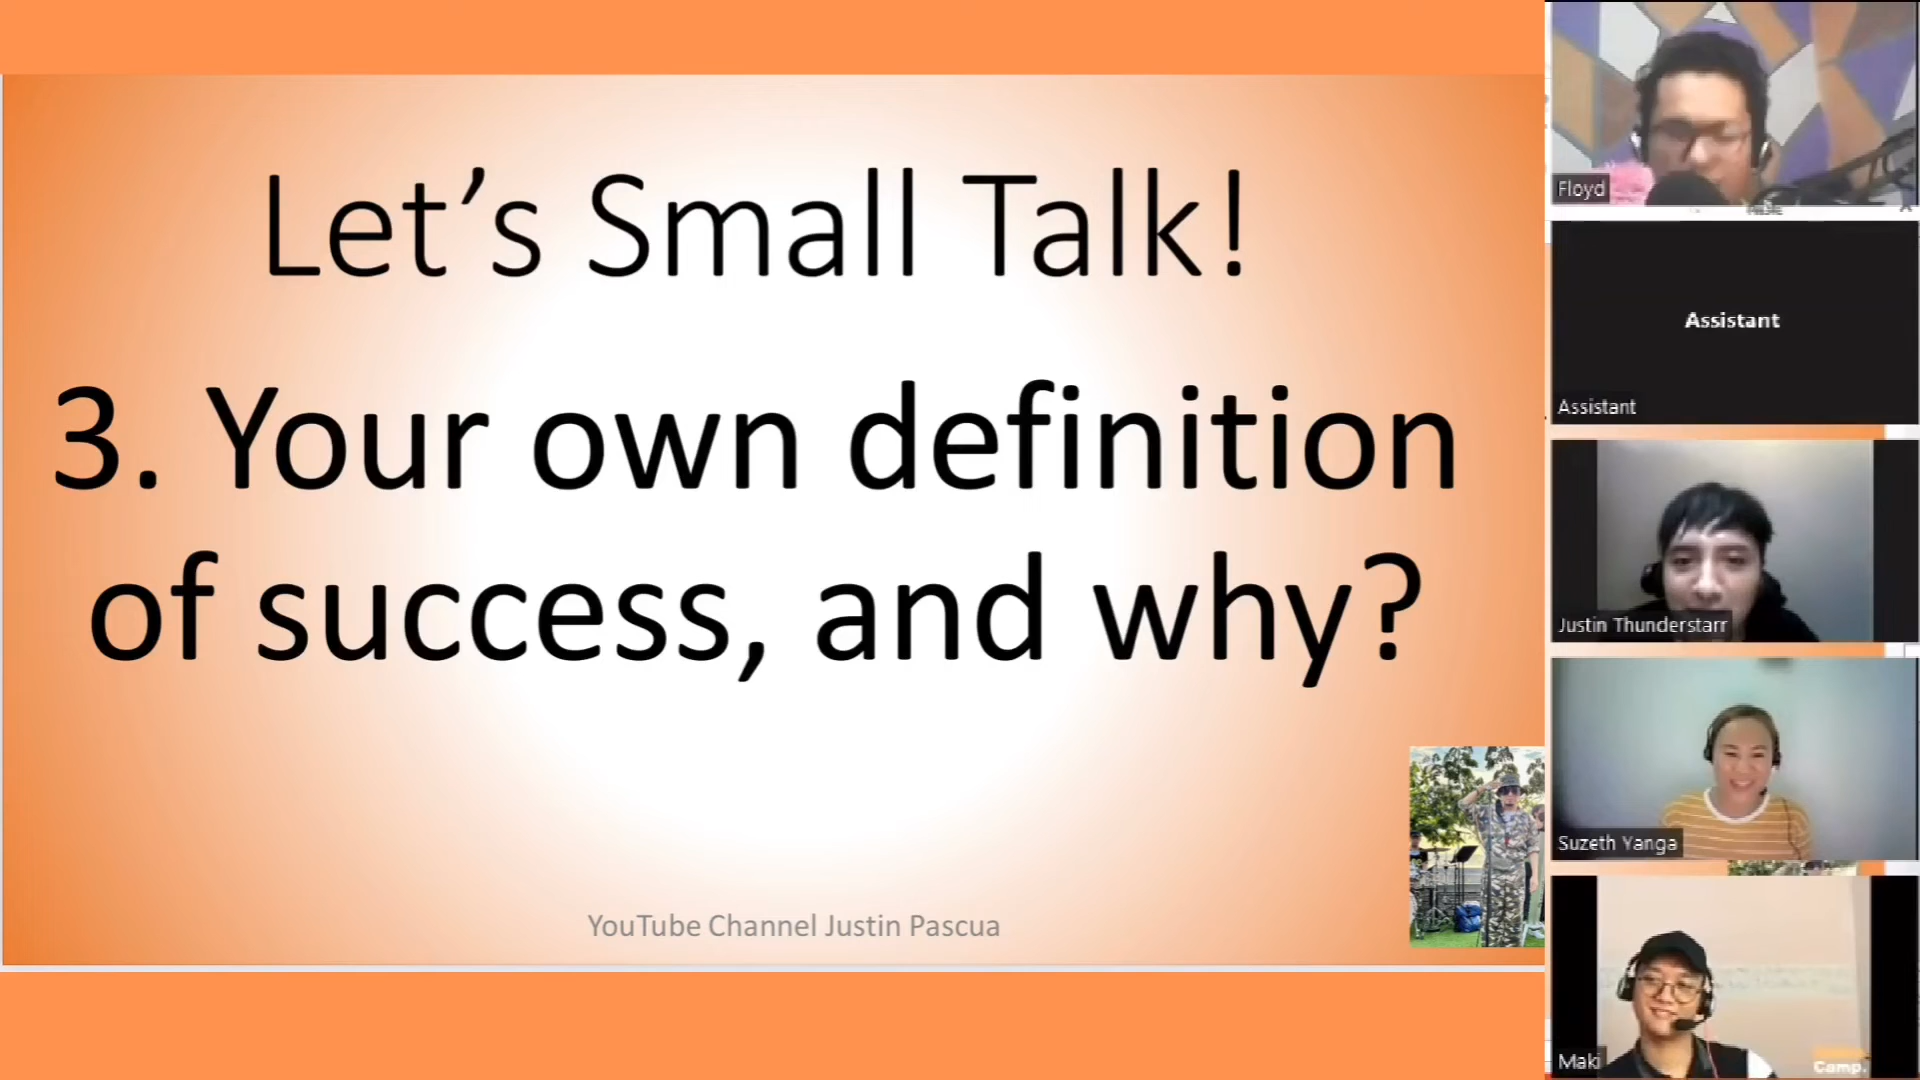 Let’s Small Talk!
3. Your own definition
of success, and why?
YouTube Channel Justin Pascua
Floyd
Assistant
Assistant
Justin Thunderstarr
Suzeth Yanga
Maki
Camp.